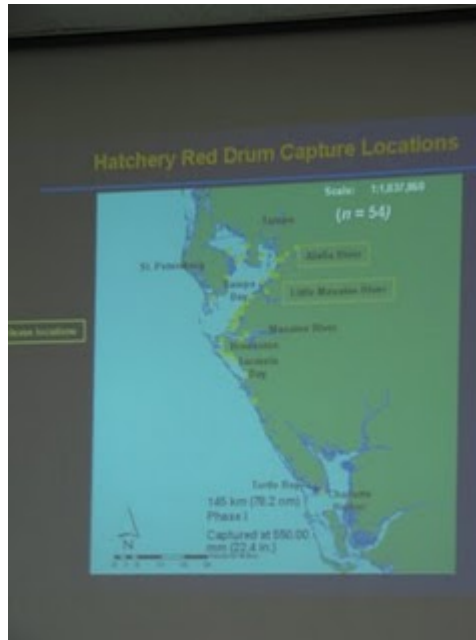 Hatchery Red Drum Capture Locations
Scale: 1:1,037,868
(n = 54)
Tampa
Alafia River
St. Petersburg
Tampa
Bay
Little Manatee River
locations
Manatee River
Sarasota
Bay
Turtle Bay
Charlotte
Harbor
145 km (78.2 nm)
Phase I
Captured at 550.00
mm (22.4 in.)
N